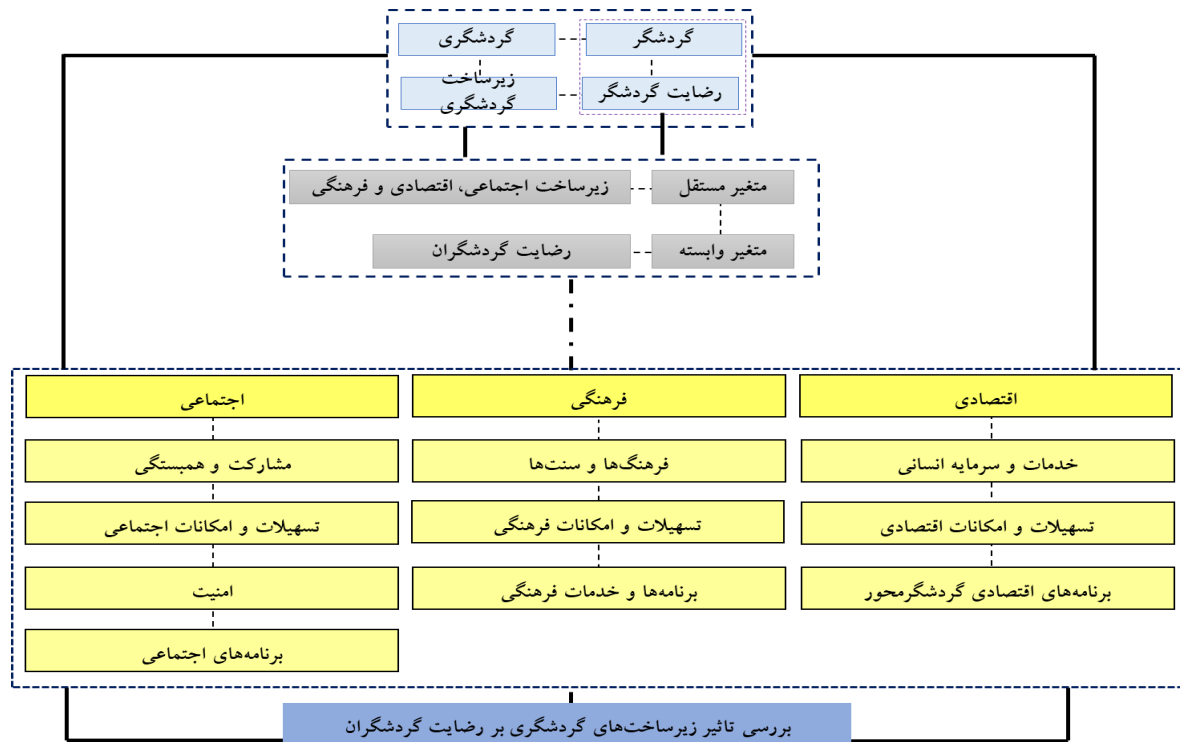 گردشگر
گردشگری
رضایت گردشگر
زیرساخت
گردشگری
متغیر مستقل
زیرساخت اجتماعی، اقتصادی و فرهنگی
متغیر وابسته
رضایت گردشگران
اقتصادی
فرهنگی
اجتماعی
خدمات و سرمایه انسانی
فرهنگ‌ها و سنت‌ها
مشارکت و همبستگی
تسهیلات و امکانات اقتصادی
تسهیلات و امکانات فرهنگی
تسهیلات و امکانات اجتماعی
برنامه‌های اقتصادی گردشگرمحور
برنامه‌ها و خدمات فرهنگی
امنیت
برنامه‌های اجتماعی
بررسی تاثیر زیرساخت‌های گردشگری بر رضایت گردشگران